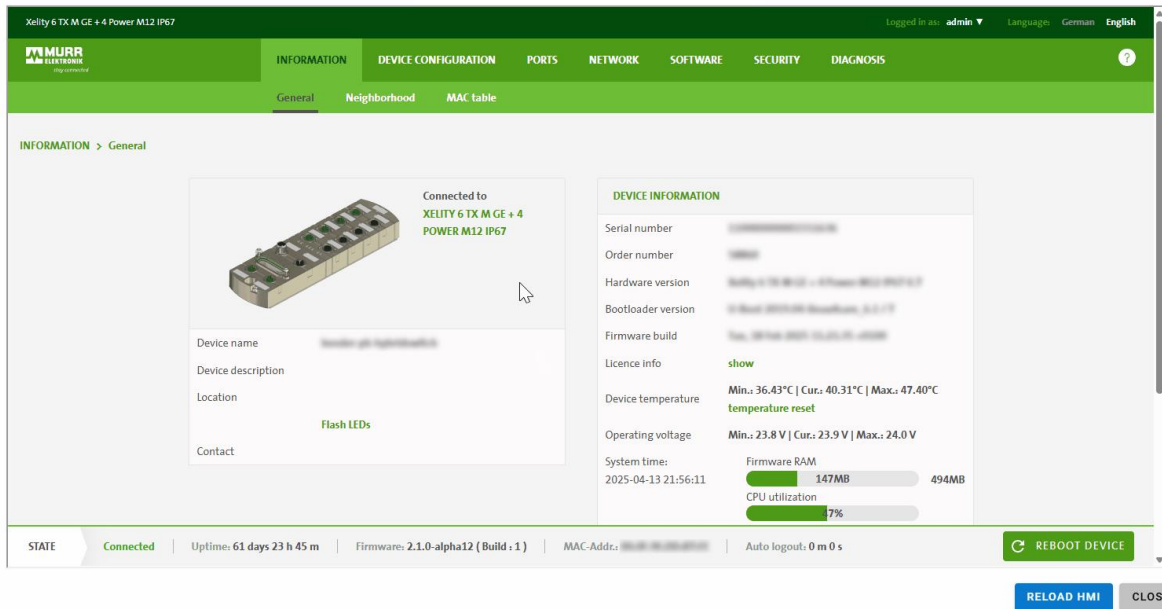 Xelity 6 TX M GE + 4 Power M12 IP67
Logged in as: admin ▼ Language: German English
MURR ELEKTRONIK
stay connected
INFORMATION DEVICE CONFIGURATION PORTS NETWORK SOFTWARE SECURITY DIAGNOSIS ?
General Neighborhood MAC table
INFORMATION > General
Connected to
XELITY 6 TX M GE + 4
POWER M12 IP67
Device name
Device description
Location
Flash LEDs
Contact
DEVICE INFORMATION
Serial number
Order number
Hardware version
Bootloader version
Firmware build
Licence info show
Device temperature Min.: 36.43°C | Cur.: 40.31°C | Max.: 47.40°C
temperature reset
Operating voltage Min.: 23.8 V | Cur.: 23.9 V | Max.: 24.0 V
System time: Firmware RAM
2025-04-13 21:56:11 147MB 494MB
CPU utilization
47%
STATE Connected Uptime: 61 days 23 h 45 m Firmware: 2.1.0-alpha12 ( Build : 1 ) MAC-Addr.: Auto logout: 0 m 0 s REBOOT DEVICE
RELOAD HMI CLOS